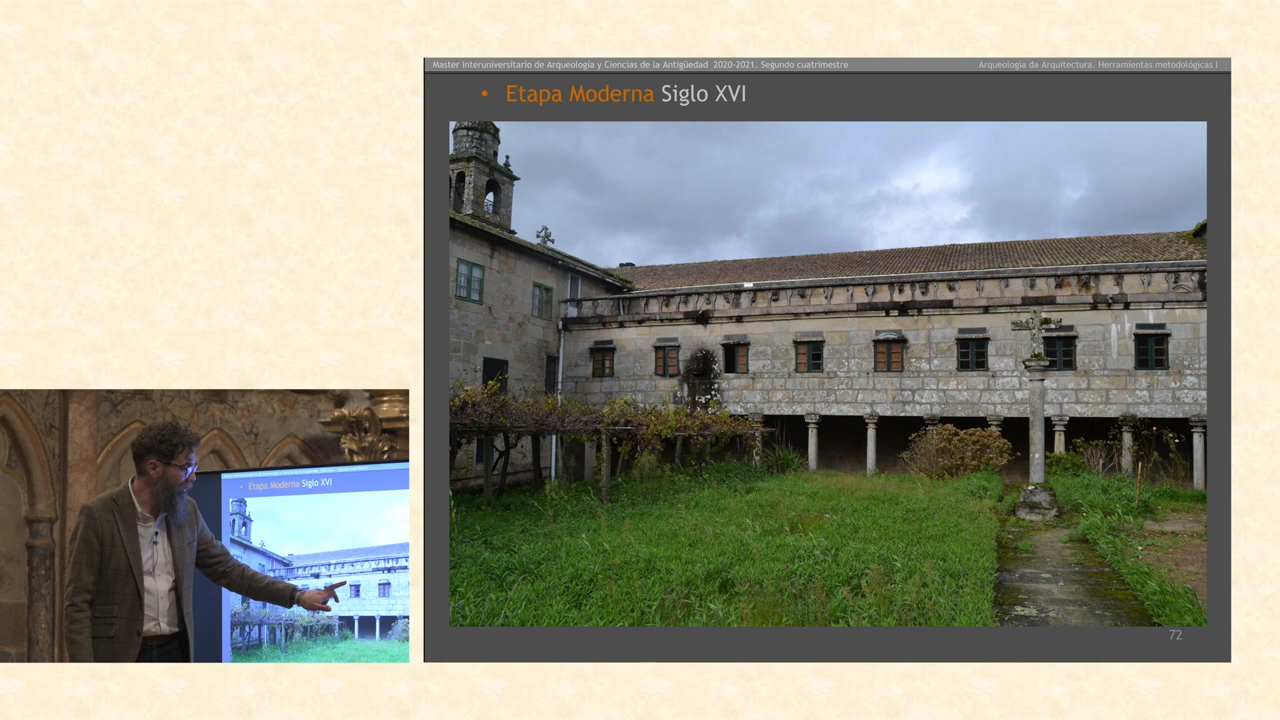 Master Interuniversitario de Arqueología y Ciencias de la Antigüedad 2020-2021. Segundo cuatrimestre
Arqueología da Arquitectura. Herramientas metodológicas I
• Etapa Moderna Siglo XVI
72
• Etapa Moderna Siglo XVI